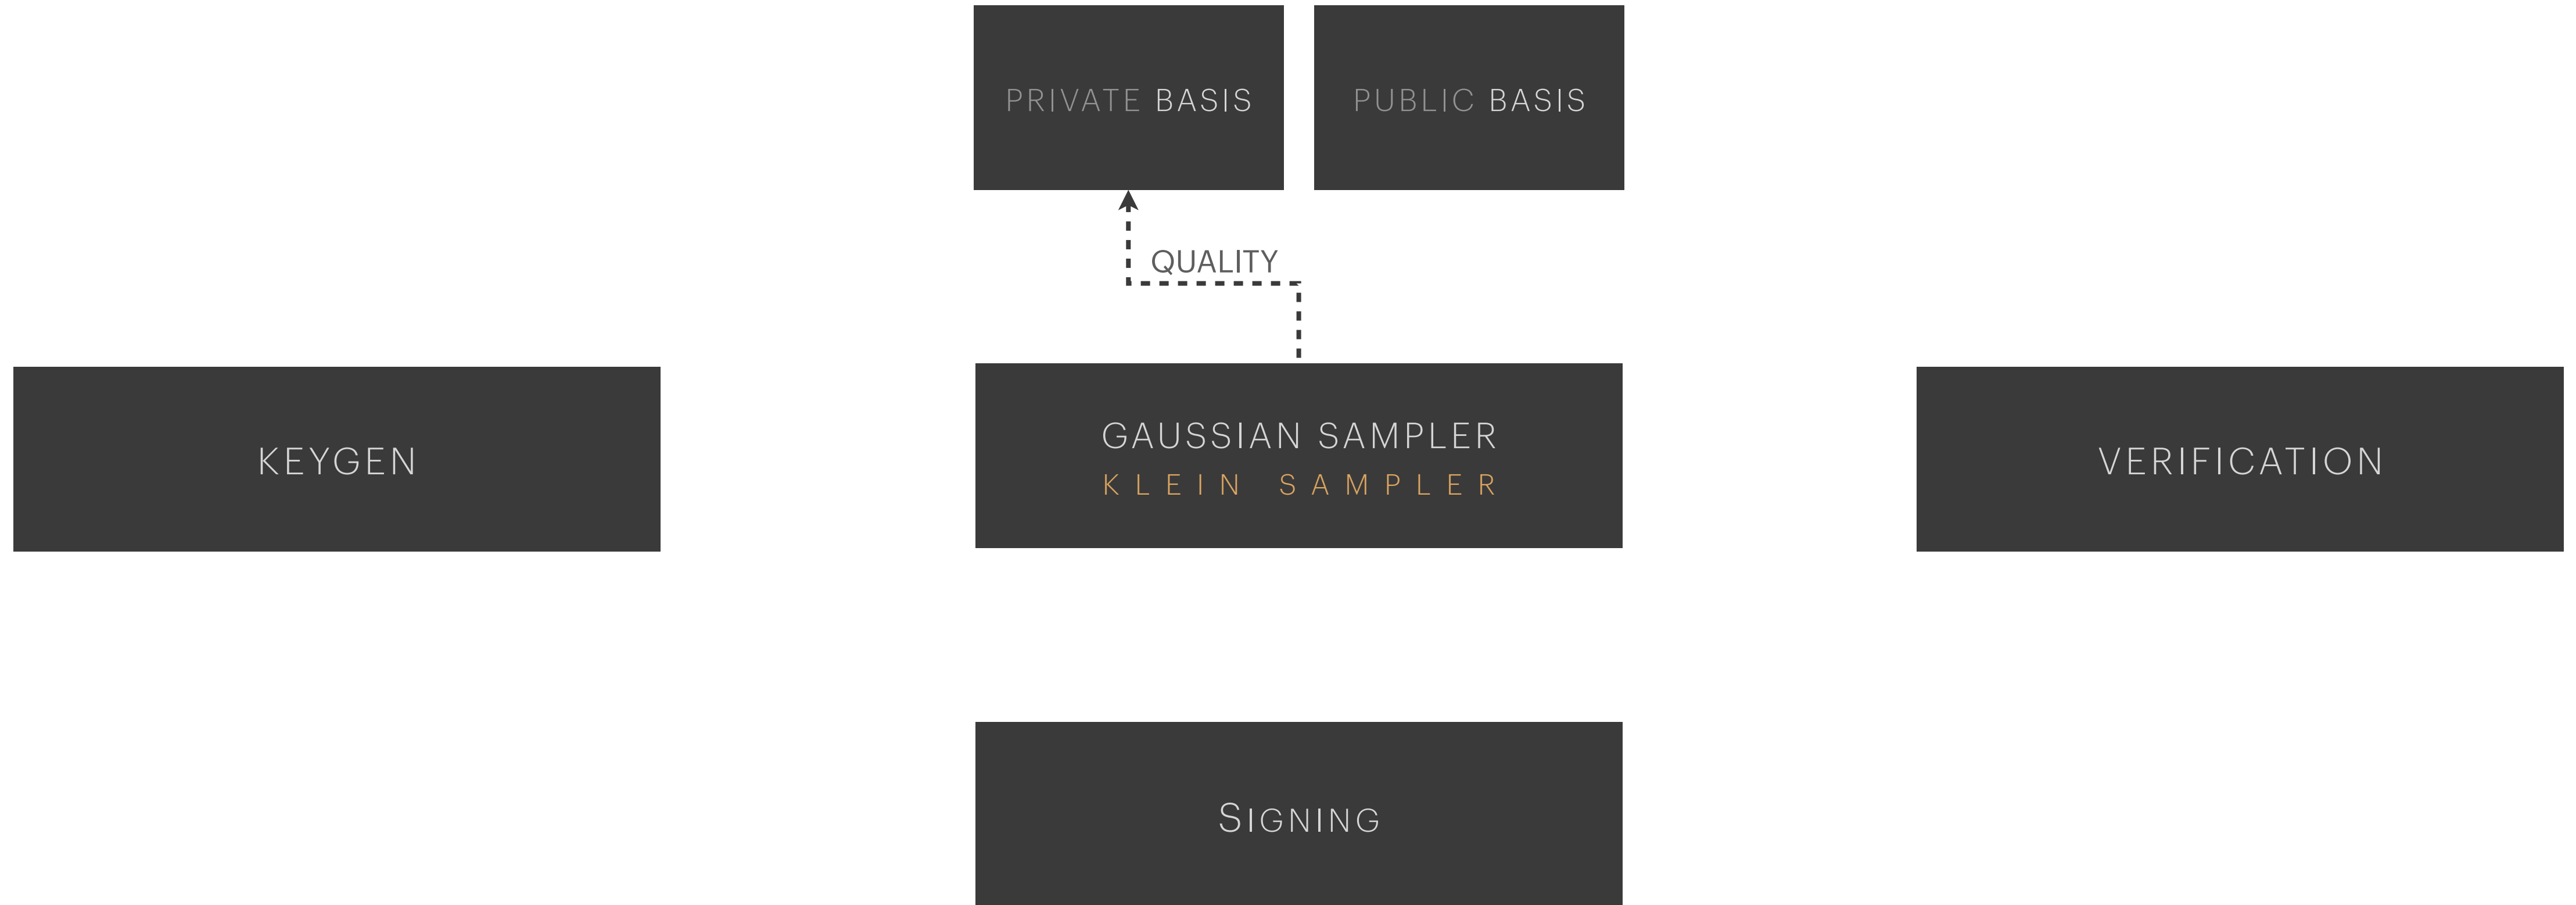 PRIVATE BASIS
PUBLIC BASIS
QUALITY
KEYGEN
GAUSSIAN SAMPLER
KLEIN SAMPLER
VERIFICATION
SIGNING